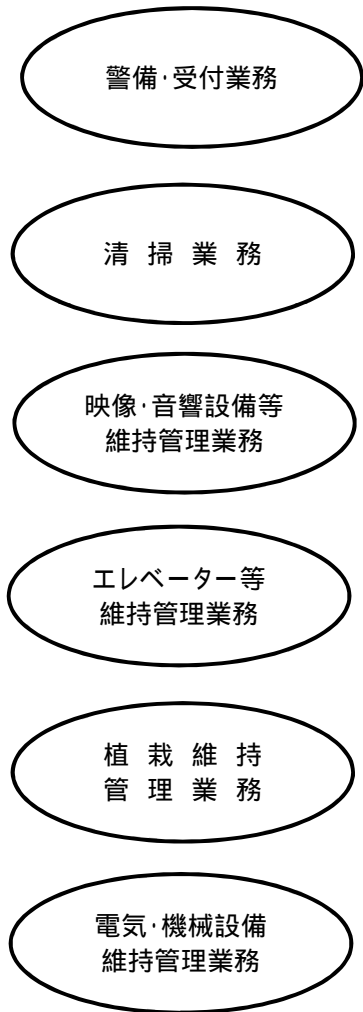 警備･受付業務
清 掃 業 務
映像･音響設備等
維持管理業務
エレベーター等
維持管理業務
植 栽 維 持
管 理 業 務
電気･機械設備
維持管理業務